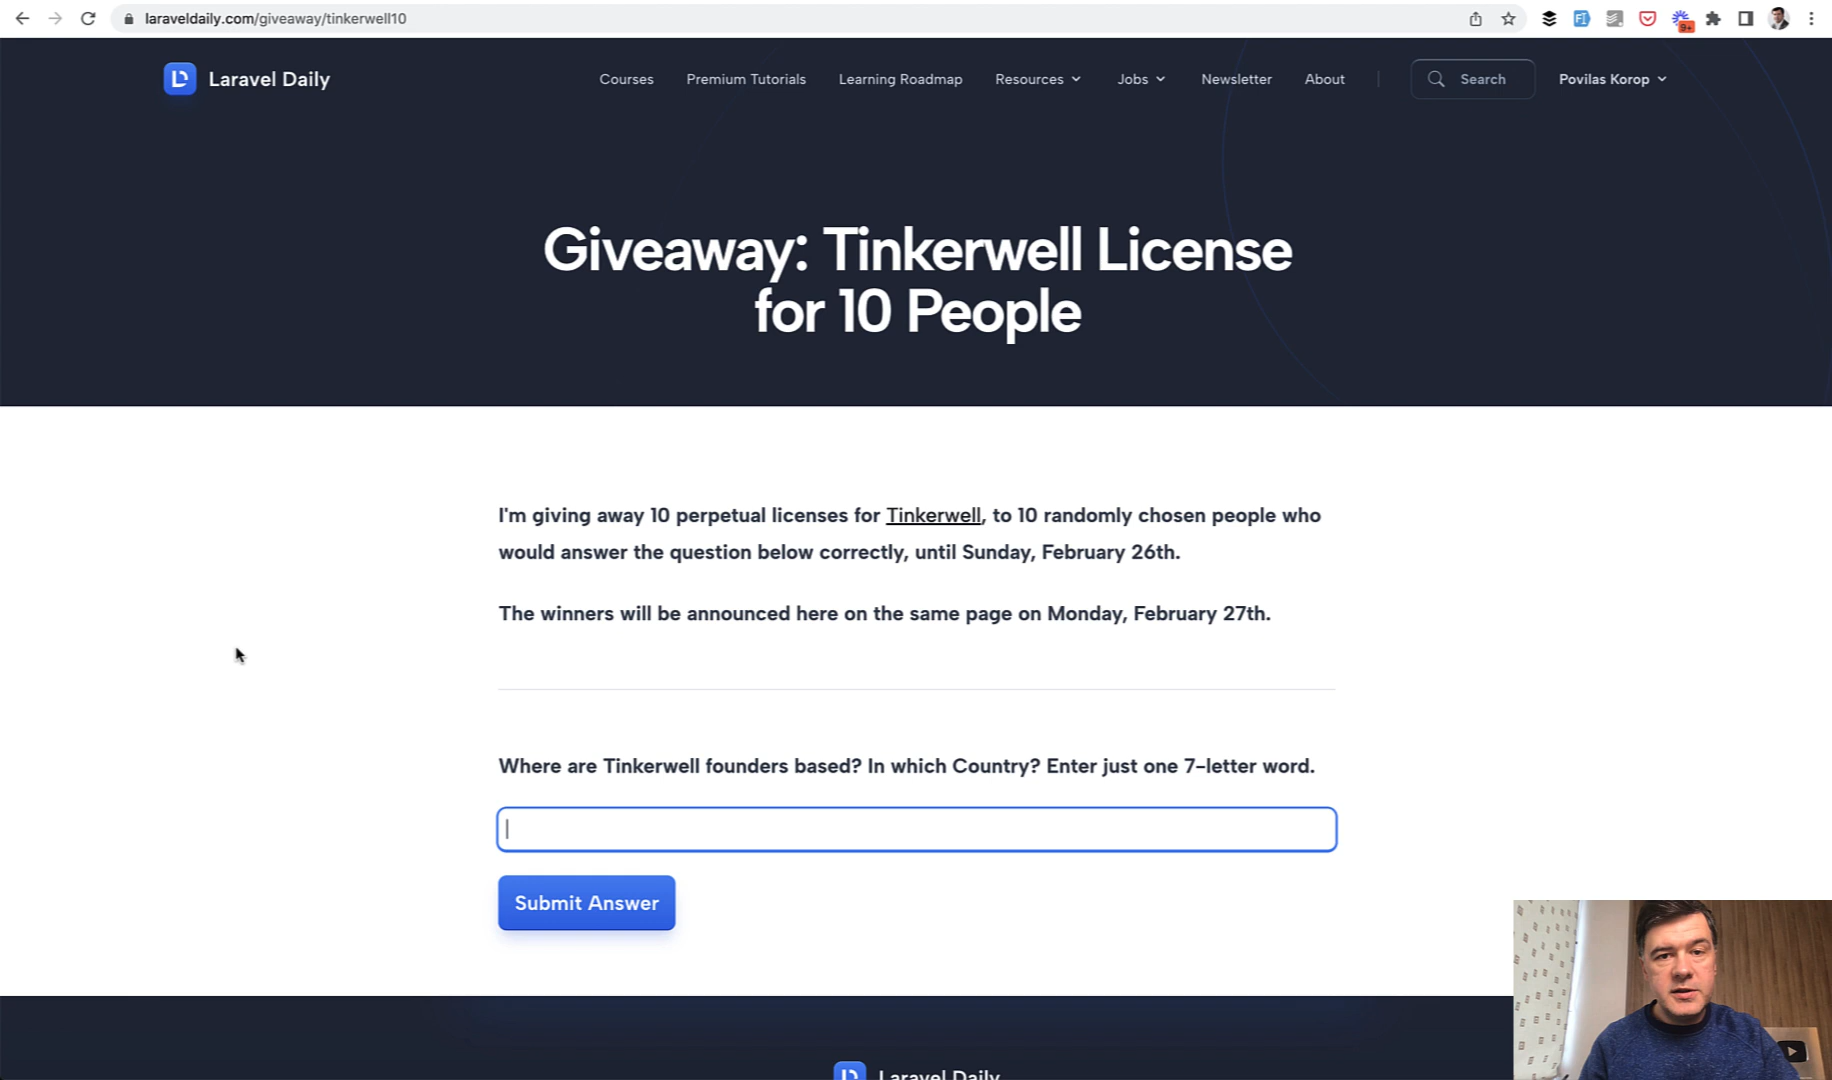 laraveldaily.com/giveaway/tinkerwell10
9+
Laravel Daily
Courses
Premium Tutorials
Learning Roadmap
Resources
Jobs
Newsletter
About
Search
Povilas Korop
Giveaway: Tinkerwell License
for 10 People
I'm giving away 10 perpetual licenses for Tinkerwell, to 10 randomly chosen people who
would answer the question below correctly, until Sunday, February 26th.
The winners will be announced here on the same page on Monday, February 27th.
Where are Tinkerwell founders based? In which Country? Enter just one 7-letter word.
Submit Answer
Laravel Daily